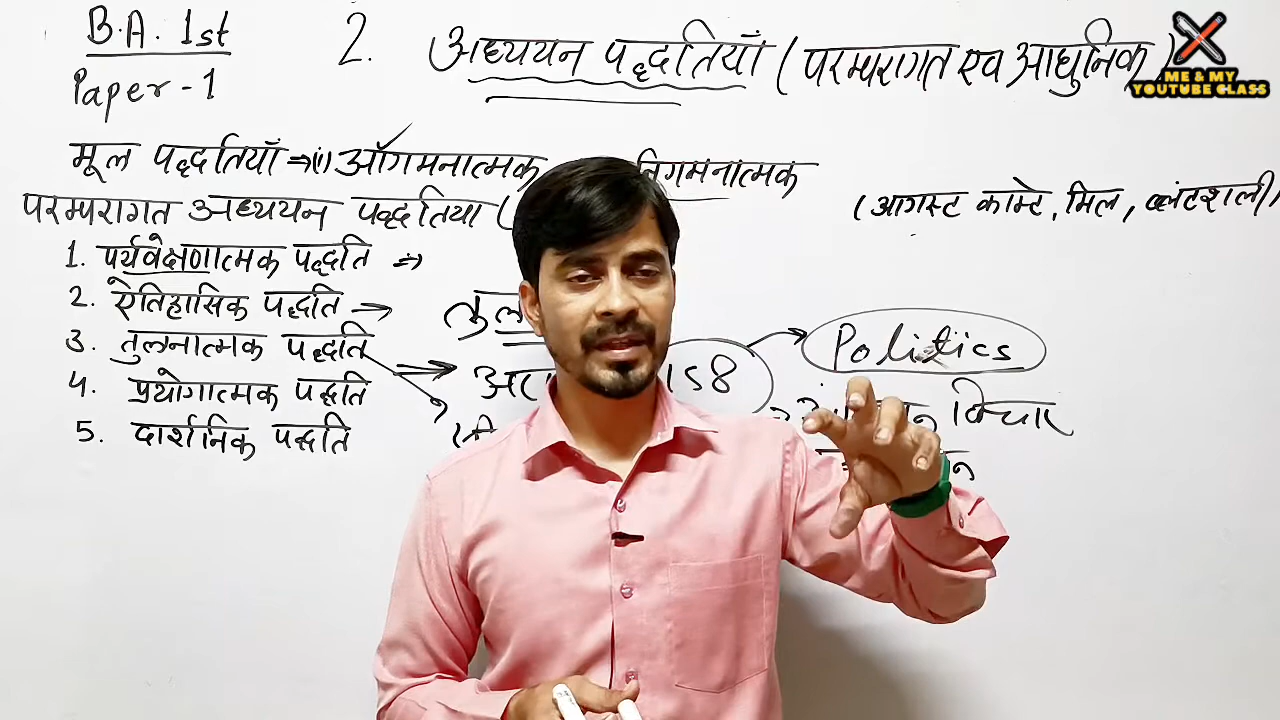 B.A. 1st
Paper - 1
2. अध्ययन पद्धतियाँ (परम्परागत एव आधुनिक)
ME & MY
YOUTUBE CLASS
मूल पद्धतियाँ ⇒ (i) ऑगमनात्मक निगमनात्मक
परम्परागत अध्ययन पद्धतिया (
(आगस्ट काम्टे, मिल, ब्लंटशली)
1. पर्यवेक्षणात्मक पद्धति ⇒
2. ऐतिहासिक पद्धति →
3. तुलनात्मक पद्धति
4. प्रयोगात्मक पद्धति
5. दार्शनिक पद्धति
158
Politics
विचार